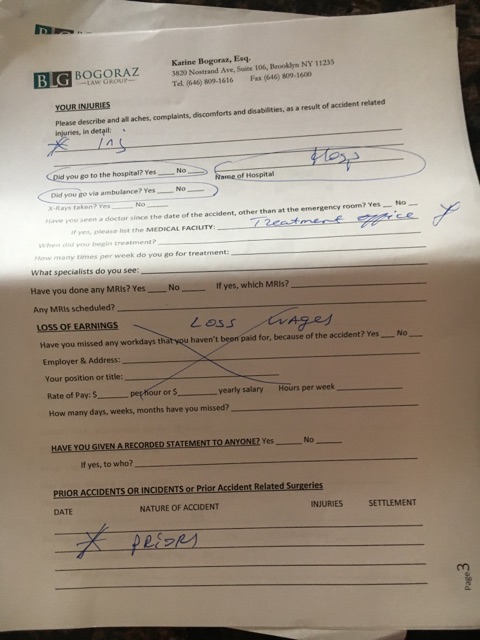 BLG BOGORAZ
LAW GROUP
Karine Bogoraz, Esq.
3820 Nostrand Ave, Suite 106, Brooklyn NY 11235
Tel. (646) 809-1616 Fax (646) 809-1600
YOUR INJURIES
Please describe and all aches, complaints, discomforts and disabilities, as a result of accident related
injuries, in detail:
* Inj
Hosp
Did you go to the hospital? Yes ____ No ____ Name of Hospital
Did you go via ambulance? Yes ____ No ____
X-Rays taken? Yes ____ No ____
Have you seen a doctor since the date of the accident, other than at the emergency room? Yes __ No __
If yes, please list the MEDICAL FACILITY: Treatment office *
When did you begin treatment? ____
How many times per week do you go for treatment: ____
What specialists do you see: ____
Have you done any MRIs? Yes ____ No ____ If yes, which MRIs? ____
Any MRIs scheduled? ____
LOSS OF EARNINGS Loss Wages
Have you missed any workdays that you haven't been paid for, because of the accident? Yes __ No __
Employer & Address: ____
Your position or title: ____
Rate of Pay: $____ per hour or $____ yearly salary Hours per week ____
How many days, weeks, months have you missed? ____
HAVE YOU GIVEN A RECORDED STATEMENT TO ANYONE? Yes ____ No ____
If yes, to who? ____
PRIOR ACCIDENTS OR INCIDENTS or Prior Accident Related Surgeries
DATE NATURE OF ACCIDENT INJURIES SETTLEMENT
* PRIORS
Page 3